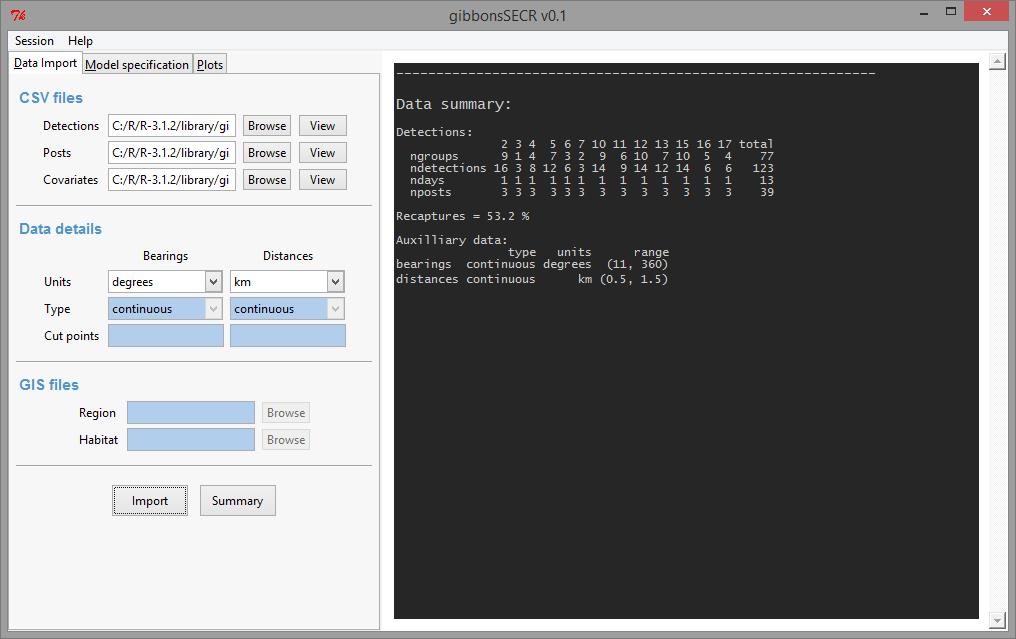 gibbonsSECR v0.1
Session Help
Data Import Model specification Plots
CSV files
Detections C:/R/R-3.1.2/library/gi Browse View
Posts C:/R/R-3.1.2/library/gi Browse View
Covariates C:/R/R-3.1.2/library/gi Browse View
Data details
Bearings Distances
Units degrees km
Type continuous continuous
Cut points
GIS files
Region Browse
Habitat Browse
Import Summary
------------------------------------------------------------
Data summary:
Detections:
2 3 4 5 6 7 10 11 12 13 15 16 17 total
ngroups 9 1 4 7 3 2 9 6 10 7 10 5 4 77
ndetections 16 3 8 12 6 3 14 9 14 12 14 6 6 123
ndays 1 1 1 1 1 1 1 1 1 1 1 1 1 13
nposts 3 3 3 3 3 3 3 3 3 3 3 3 3 39
Recaptures = 53.2 %
Auxilliary data:
type units range
bearings continuous degrees (11, 360)
distances continuous km (0.5, 1.5)